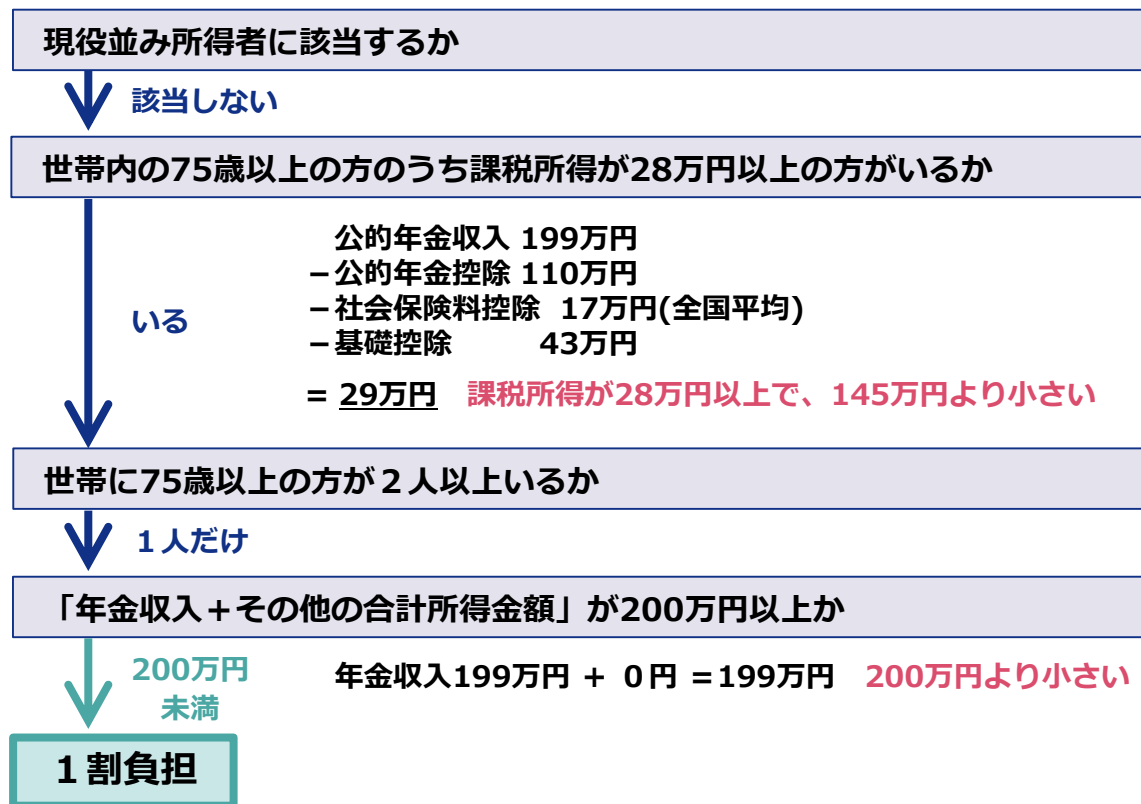 現役並み所得者に該当するか
該当しない
世帯内の75歳以上の方のうち課税所得が28万円以上の方がいるか
公的年金収入 199万円
－公的年金控除 110万円
－社会保険料控除 17万円(全国平均)
－基礎控除 43万円
いる
= 29万円 課税所得が28万円以上で、145万円より小さい
世帯に75歳以上の方が２人以上いるか
１人だけ
「年金収入＋その他の合計所得金額」が200万円以上か
200万円
未満
年金収入199万円 + ０円 =199万円 200万円より小さい
１割負担